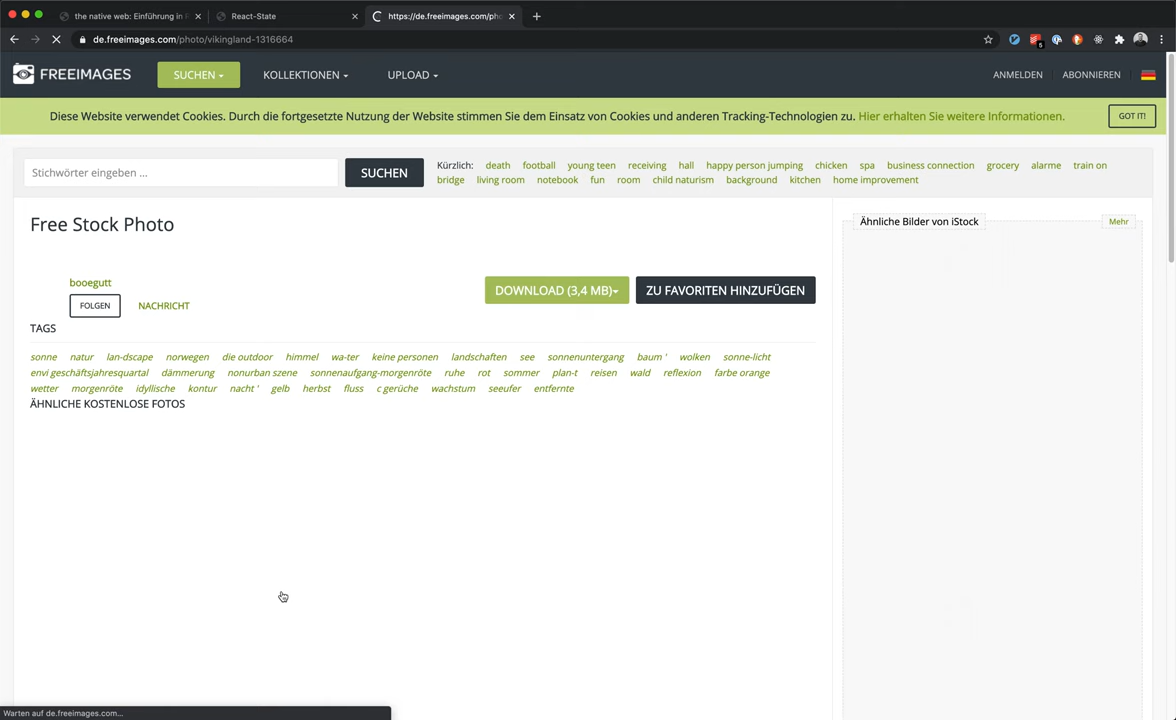 the native web: Einführung in
React-State
https://de.freeimages.com/pho
de.freeimages.com/photo/vikingland-1316664
5
FREEIMAGES
SUCHEN
KOLLEKTIONEN
UPLOAD
ANMELDEN
ABONNIEREN
Diese Website verwendet Cookies. Durch die fortgesetzte Nutzung der Website stimmen Sie dem Einsatz von Cookies und anderen Tracking-Technologien zu. Hier erhalten Sie weitere Informationen.
GOT IT!
Stichwörter eingeben ...
SUCHEN
Kürzlich: death football young teen receiving hall happy person jumping chicken spa business connection grocery alarme train on
bridge living room notebook fun room child naturism background kitchen home improvement
Free Stock Photo
Ähnliche Bilder von iStock
Mehr
booegutt
FOLGEN
NACHRICHT
DOWNLOAD (3,4 MB)
ZU FAVORITEN HINZUFÜGEN
TAGS
sonne natur lan-dscape norwegen die outdoor himmel wa-ter keine personen landschaften see sonnenuntergang baum ' wolken sonne-licht
envi geschäftsjahresquartal dämmerung nonurban szene sonnenaufgang-morgenröte ruhe rot sommer plan-t reisen wald reflexion farbe orange
wetter morgenröte idyllische kontur nacht ' gelb herbst fluss c gerüche wachstum seeufer entfernte
ÄHNLICHE KOSTENLOSE FOTOS
Warten auf de.freeimages.com...